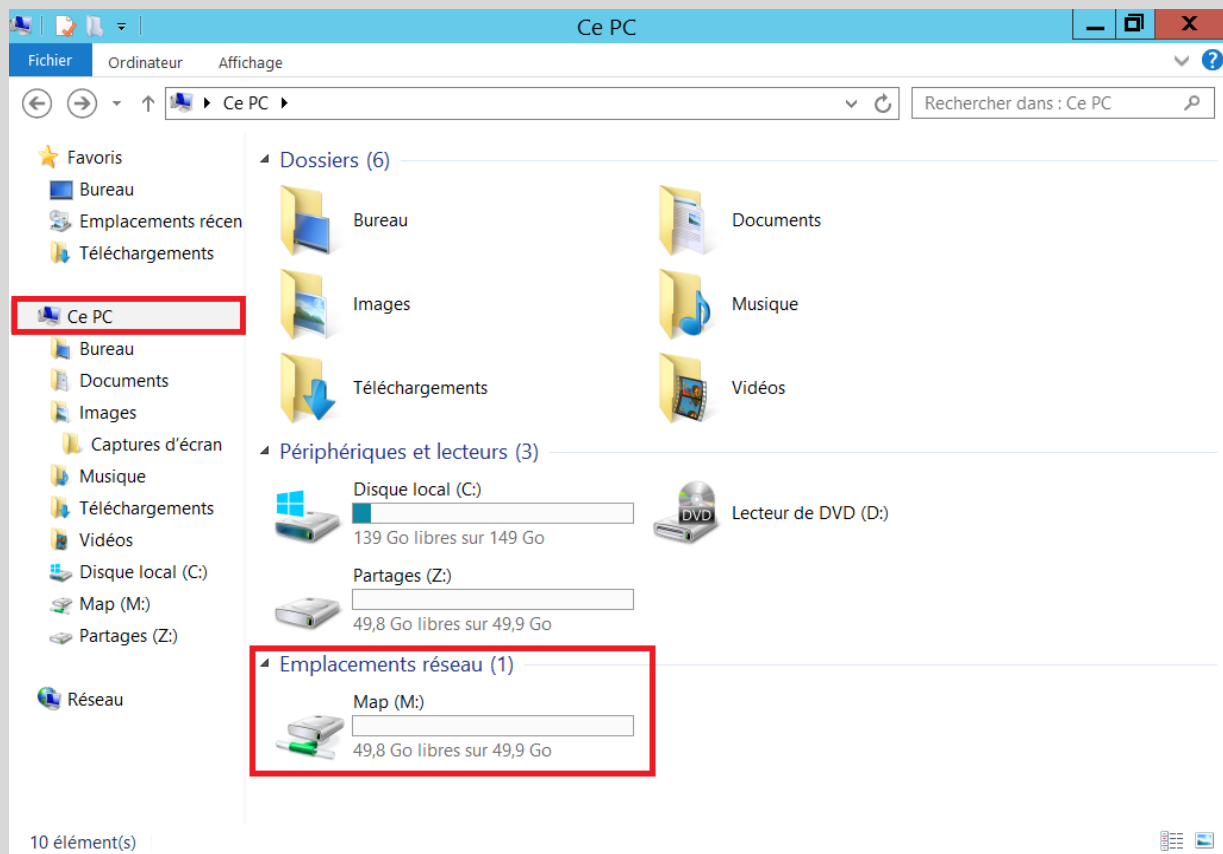 Ce PC
Fichier Ordinateur Affichage
Ce PC
Rechercher dans : Ce PC
Favoris
Bureau
Emplacements récen
Téléchargements
Ce PC
Bureau
Documents
Images
Captures d'écran
Musique
Téléchargements
Vidéos
Disque local (C:)
Map (M:)
Partages (Z:)
Réseau
Dossiers (6)
Bureau
Documents
Images
Musique
Téléchargements
Vidéos
Périphériques et lecteurs (3)
Disque local (C:)
139 Go libres sur 149 Go
DVD
Lecteur de DVD (D:)
Partages (Z:)
49,8 Go libres sur 49,9 Go
Emplacements réseau (1)
Map (M:)
49,8 Go libres sur 49,9 Go
10 élément(s)